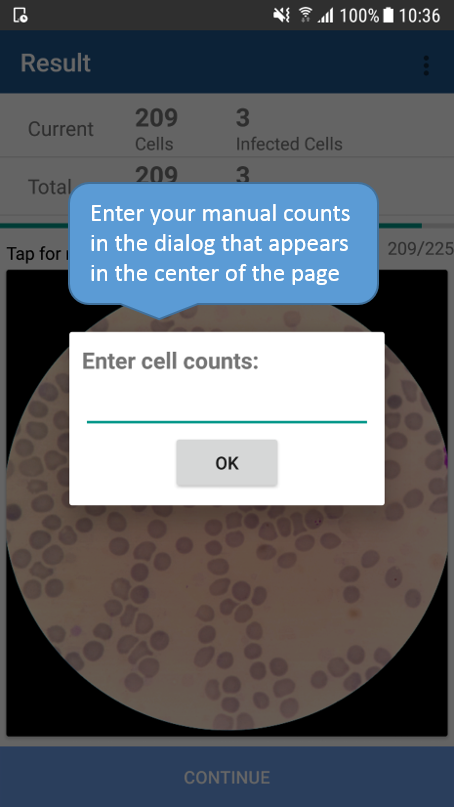 100% 10:36
Result
Current 209 3
Cells Infected Cells
Total 209 3
Enter your manual counts
in the dialog that appears
in the center of the page
Tap for 209/225
Enter cell counts:
OK
CONTINUE